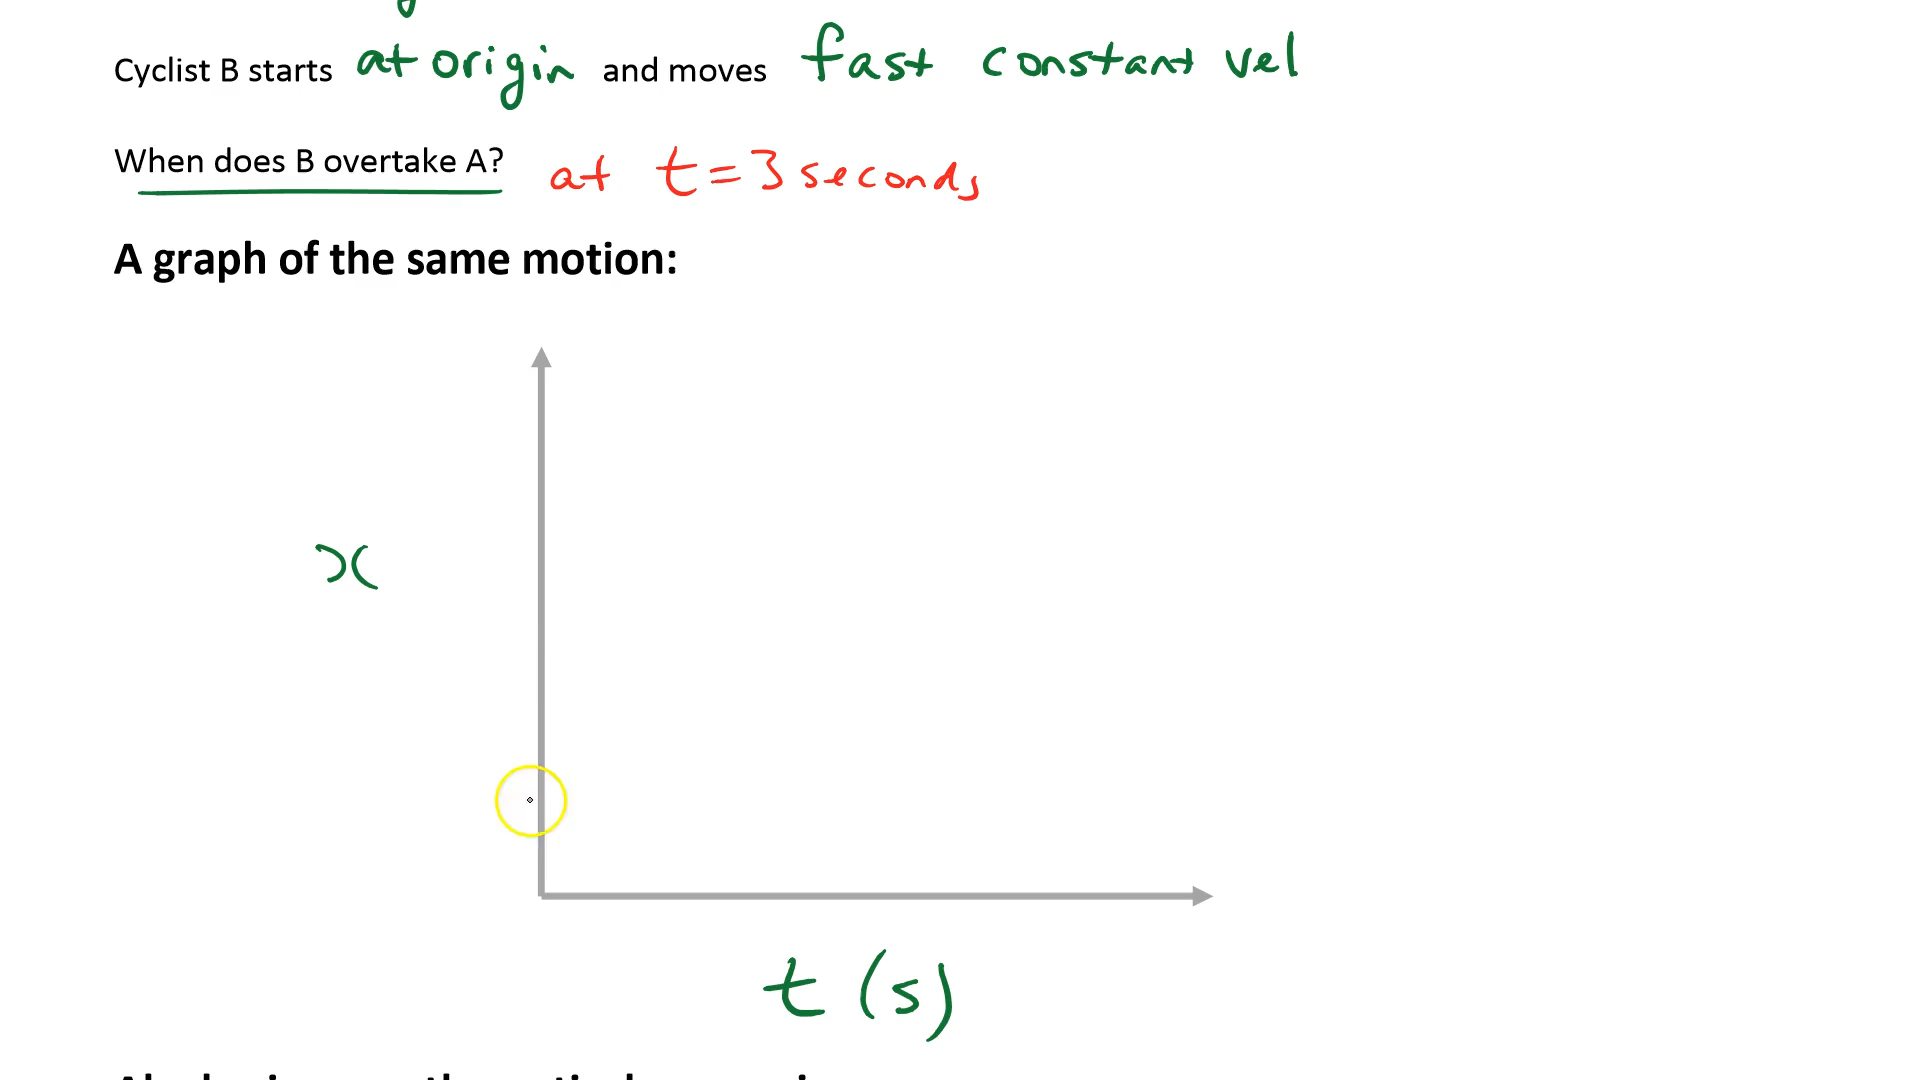 Cyclist B starts at origin and moves fast constant vel
When does B overtake A? at t = 3 seconds
A graph of the same motion:
x
t (s)